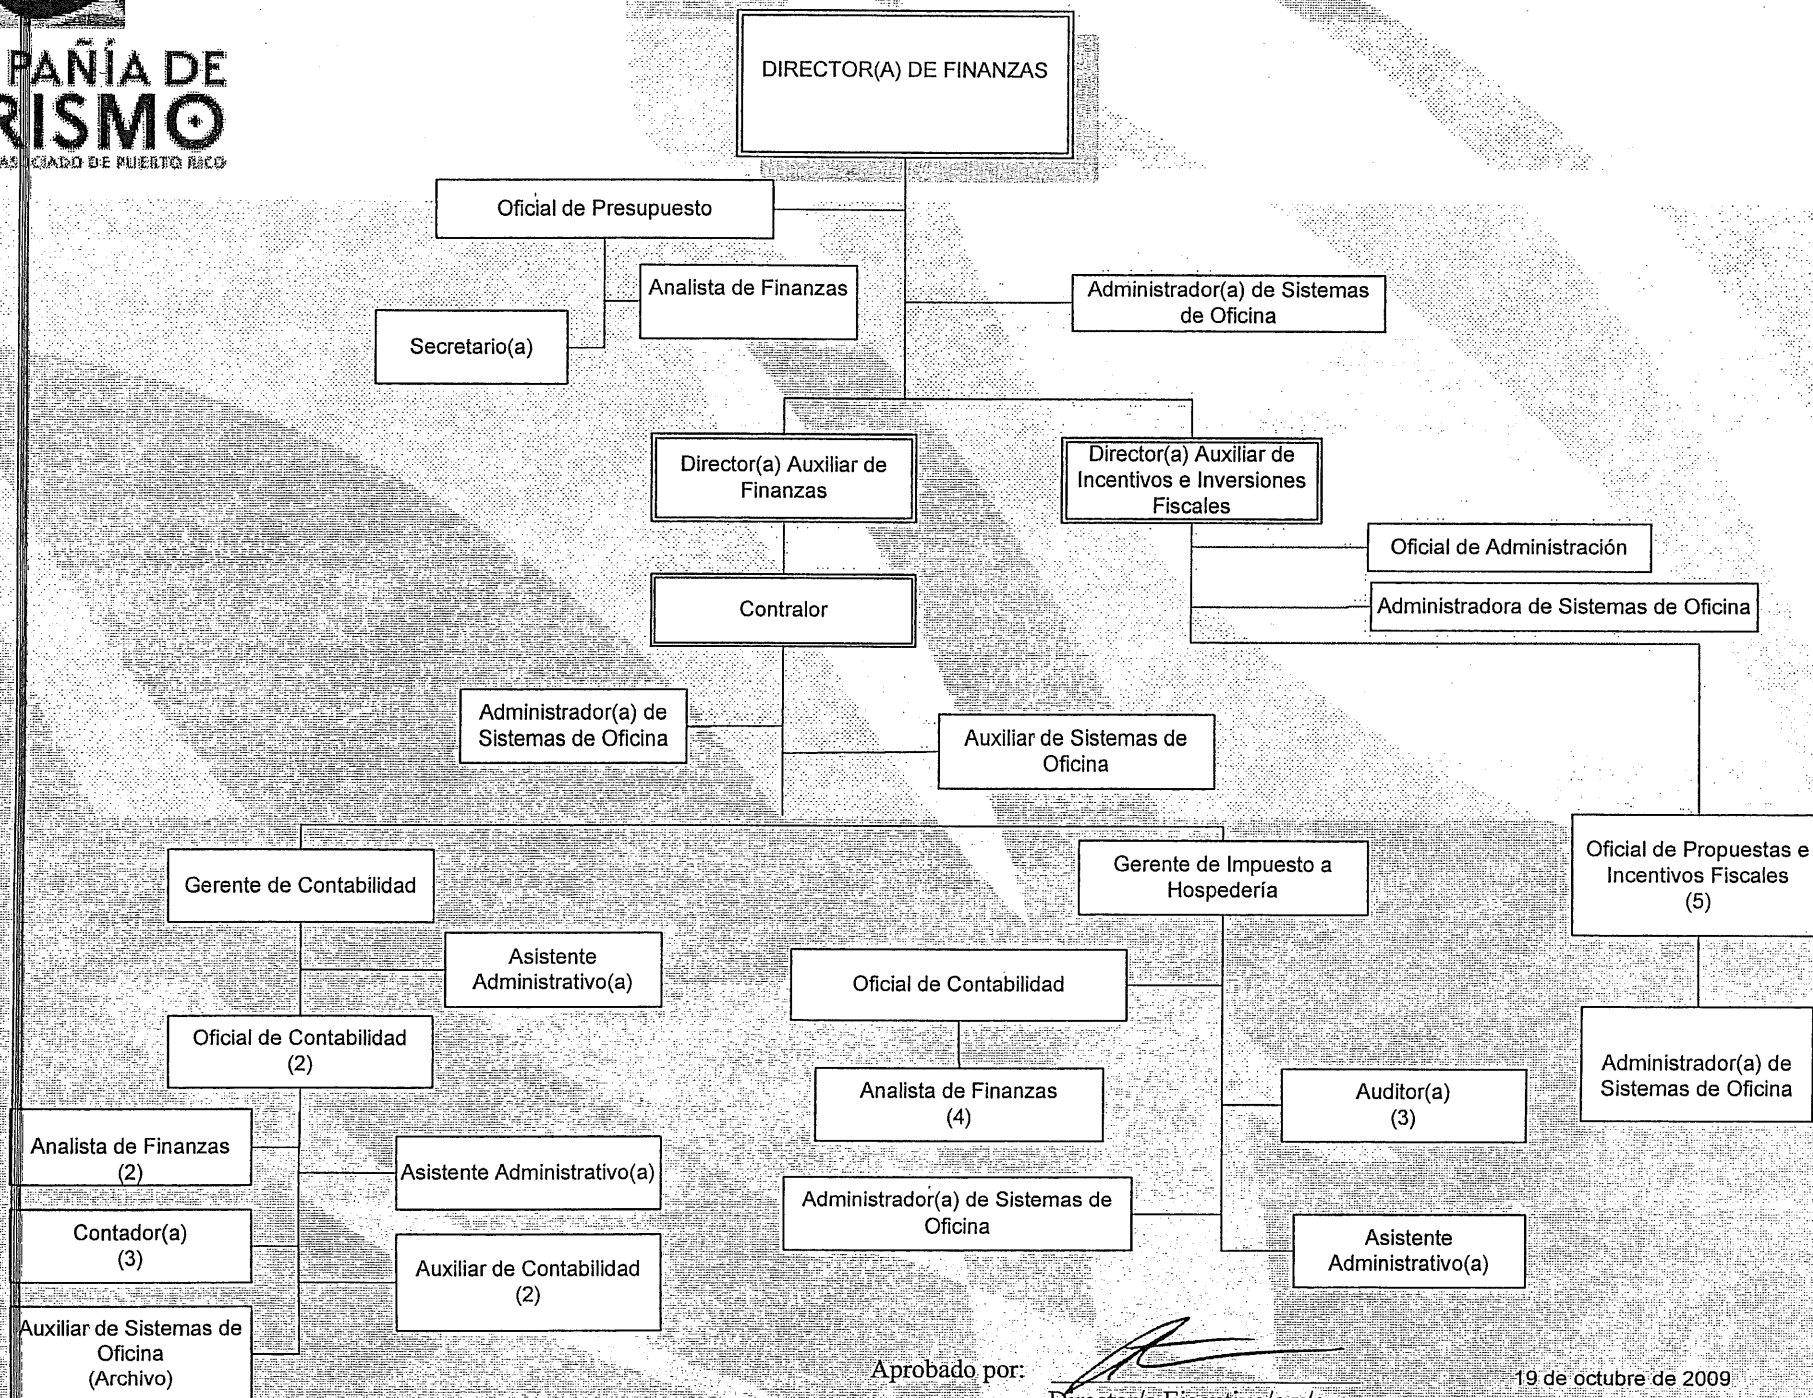 PAÑÍA DE
RISMO
ASOCIADO DE PUERTO RICO
DIRECTOR(A) DE FINANZAS
Oficial de Presupuesto
Analista de Finanzas
Secretario(a)
Administrador(a) de Sistemas
de Oficina
Director(a) Auxiliar de
Finanzas
Director(a) Auxiliar de
Incentivos e Inversiones
Fiscales
Oficial de Administración
Administradora de Sistemas de Oficina
Contralor
Administrador(a) de
Sistemas de Oficina
Auxiliar de Sistemas de
Oficina
Gerente de Contabilidad
Gerente de Impuesto a
Hospedería
Oficial de Propuestas e
Incentivos Fiscales
(5)
Asistente
Administrativo(a)
Oficial de Contabilidad
Oficial de Contabilidad
(2)
Analista de Finanzas
(4)
Auditor(a)
(3)
Administrador(a) de
Sistemas de Oficina
Analista de Finanzas
(2)
Asistente Administrativo(a)
Administrador(a) de Sistemas de
Oficina
Contador(a)
(3)
Auxiliar de Contabilidad
(2)
Asistente
Administrativo(a)
Auxiliar de Sistemas de
Oficina
(Archivo)
Aprobado por:
19 de octubre de 2009